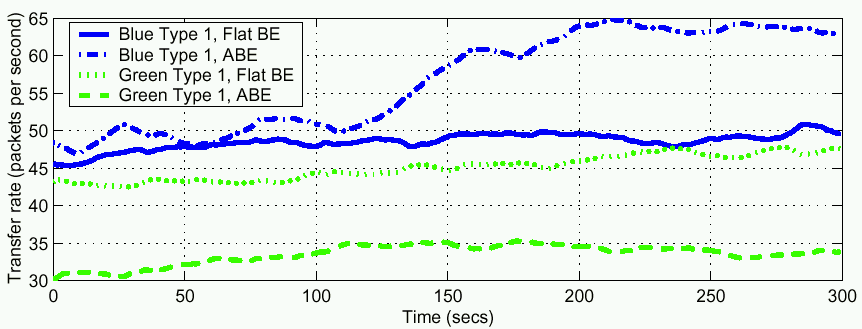 Transfer rate (packets per second)
65
60
55
50
45
40
35
30
Blue Type 1, Flat BE
Blue Type 1, ABE
Green Type 1, Flat BE
Green Type 1, ABE
0 50 100 150 200 250 300
Time (secs)